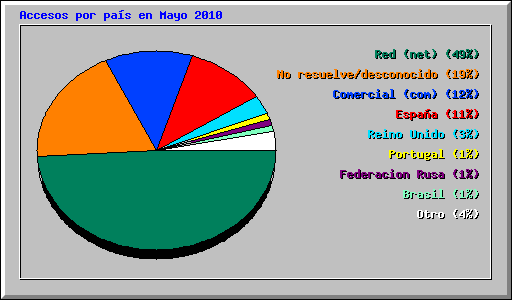 Accesos por país en Mayo 2010
Red (net) (49%)
No resuelve/desconocido (19%)
Comercial (com) (12%)
España (11%)
Reino Unido (3%)
Portugal (1%)
Federacion Rusa (1%)
Brasil (1%)
Otro (4%)